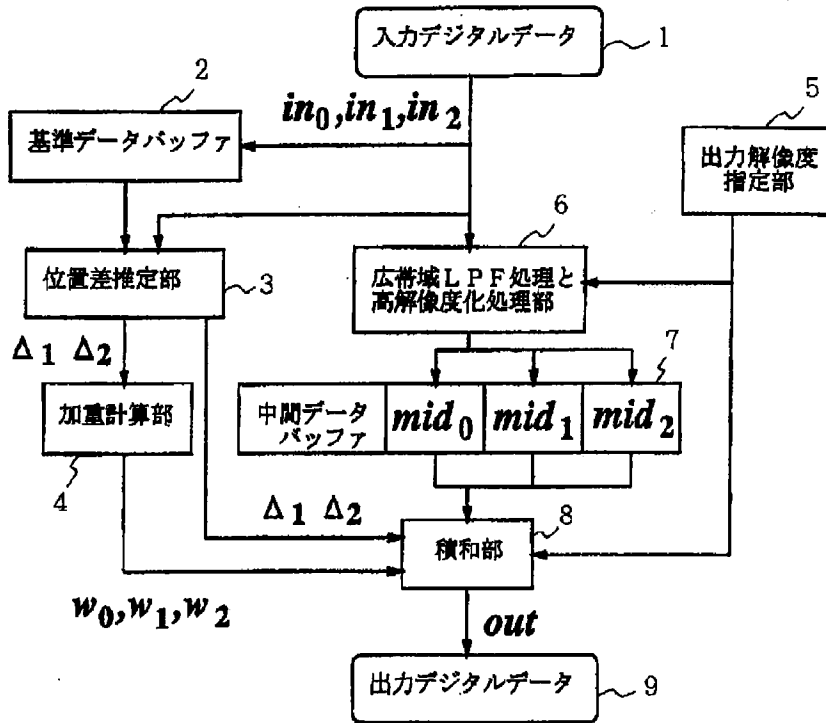 入力デジタルデータ
1
2
in0,in1,in2
基準データバッファ
5
出力解像度
指定部
6
位置差推定部
3
広帯域LPF処理と
高解像度化処理部
Δ1 Δ2
7
加重計算部
4
中間データ
バッファ
mid0
mid1
mid2
Δ1 Δ2
8
積和部
w0,w1,w2
out
出力デジタルデータ
9